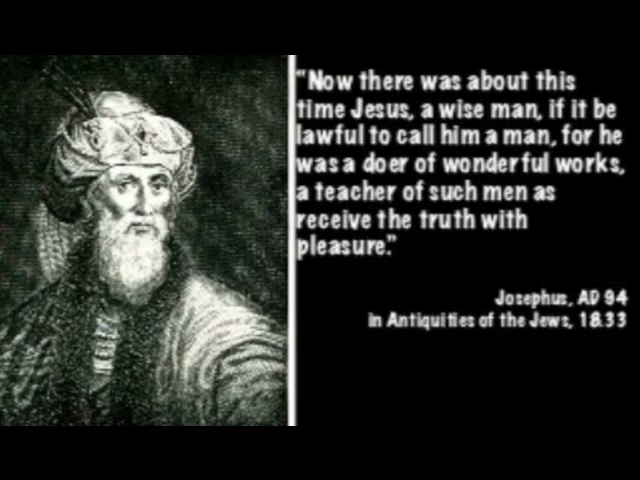 "Now there was about this
time Jesus, a wise man, if it be
lawful to call him a man, for he
was a doer of wonderful works,
a teacher of such men as
receive the truth with
pleasure."
Josephus, AD 94
in Antiquities of the Jews, 18.33